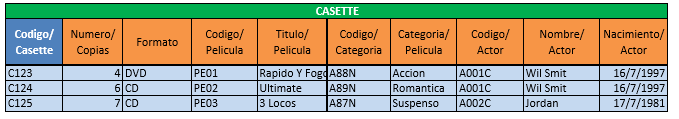 CASETTE
Codigo/ Casette Numero/ Copias Formato Codigo/ Pelicula Titulo/ Pelicula Codigo/ Categoria Categoria/ Pelicula Codigo/ Actor Nombre/ Actor Nacimiento/ Actor
C123 4 DVD PE01 Rapido Y Fogo A88N Accion A001C Wil Smit 16/7/1997
C124 6 CD PE02 Ultimate A89N Romantica A001C Wil Smit 16/7/1997
C125 7 CD PE03 3 Locos A87N Suspenso A002C Jordan 17/7/1981